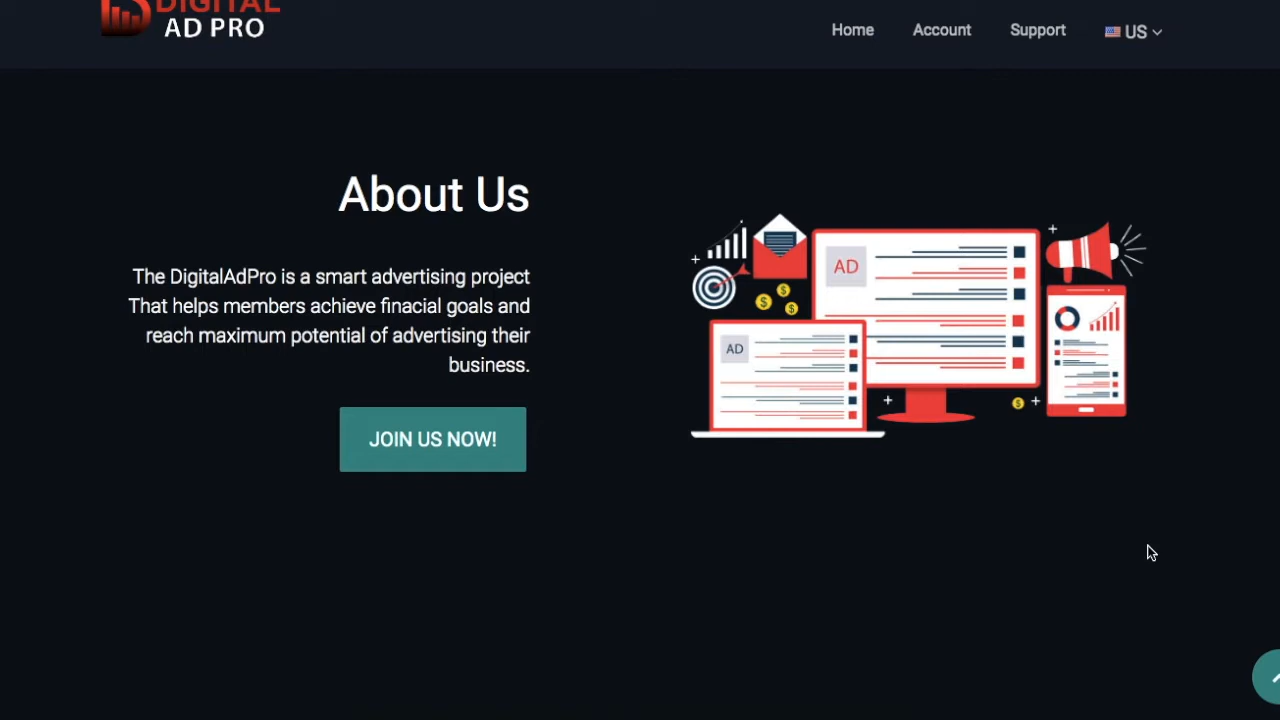 DIGITAL
AD PRO
Home
Account
Support
US
About Us
The DigitalAdPro is a smart advertising project
That helps members achieve finacial goals and
reach maximum potential of advertising their
business.
JOIN US NOW!
AD
AD